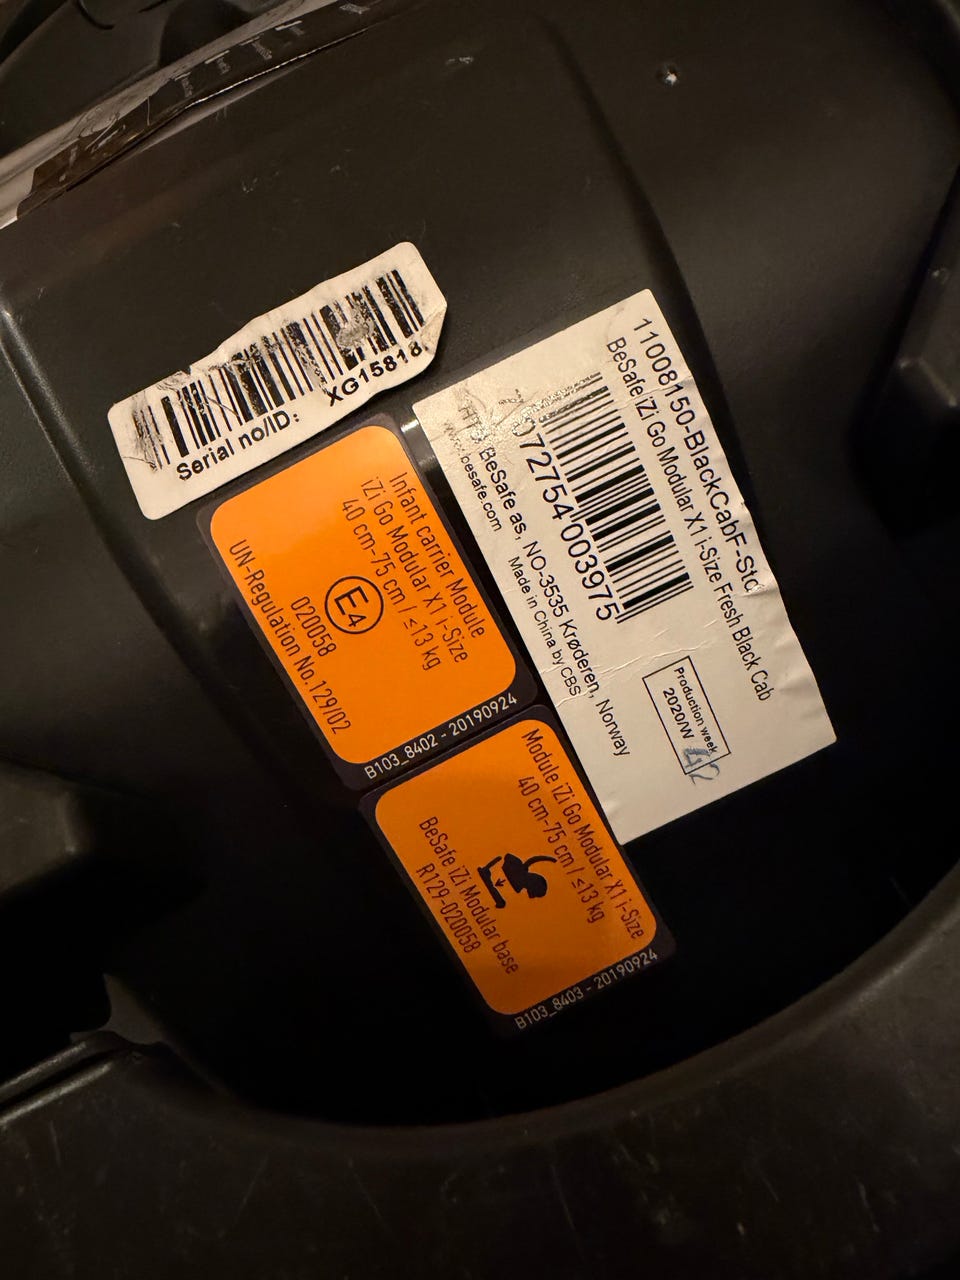 Serial no/ID:
XG15818
11008150-BlackCabF-Std
BeSafe iZi Go Modular X1 i-Size Fresh Black Cab
072754 003975
Production week
2020/W 42
HTS BeSafe as, NO-3535 Krøderen, Norway
www.besafe.com
Made in China by CBS
Infant carrier Module
iZi Go Modular X1 i-Size
40 cm-75 cm / ≤13 kg
E4
020058
UN-Regulation No.129/02
B103_8402 - 20190924
Module iZi Go Modular X1 i-Size
40 cm-75 cm / ≤13 kg
BeSafe iZi Modular base
R129-020058
B103_8403 - 20190924